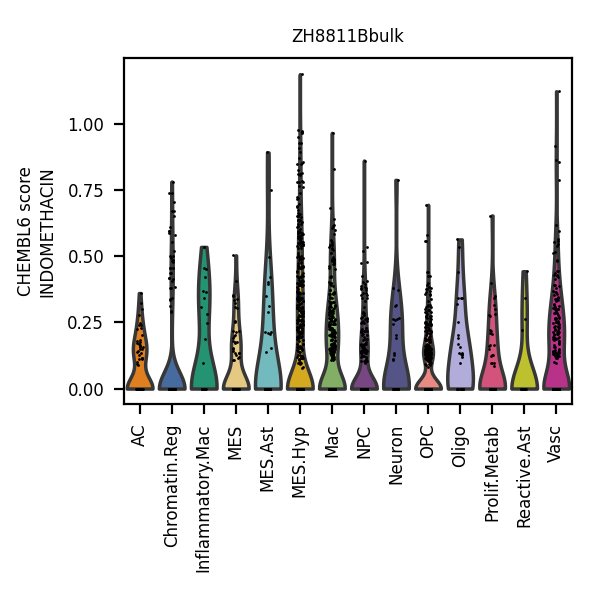 ZH8811Bbulk
CHEMBL6 score
INDOMETHACIN
1.00
0.75
0.50
0.25
0.00
AC
Chromatin.Reg
Inflammatory.Mac
MES
MES.Ast
MES.Hyp
Mac
NPC
Neuron
OPC
Oligo
Prolif.Metab
Reactive.Ast
Vasc